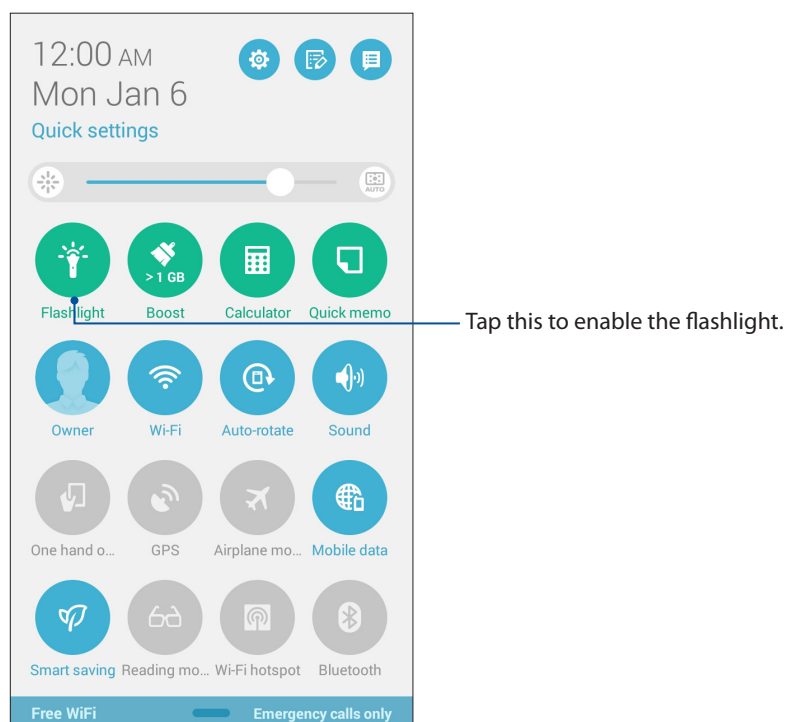 12:00 AM
Mon Jan 6
Quick settings
AUTO
> 1 GB
Flashlight Boost Calculator Quick memo
Tap this to enable the flashlight.
Owner Wi-Fi Auto-rotate Sound
One hand o... GPS Airplane mo... Mobile data
Smart saving Reading mo... Wi-Fi hotspot Bluetooth
Free WiFi Emergency calls only